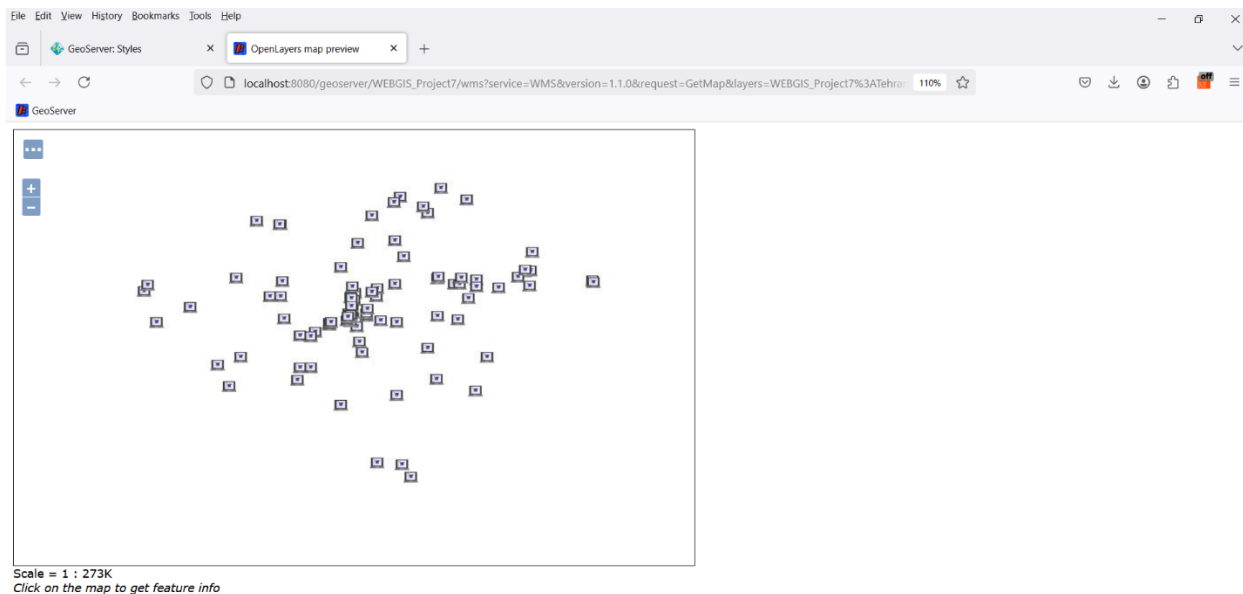 File Edit View History Bookmarks Tools Help
GeoServer: Styles
OpenLayers map preview
localhost:8080/geoserver/WEBGIS_Project7/wms?service=WMS&version=1.1.0&request=GetMap&layers=WEBGIS_Project7%3ATehra
110%
off
GeoServer
+
−
Scale = 1 : 273K
Click on the map to get feature info